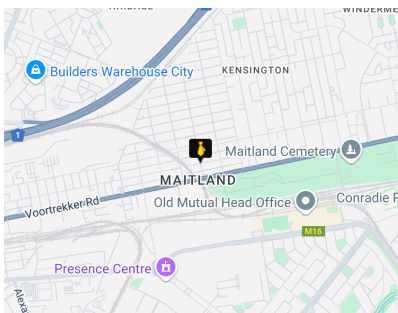 WINDERME
Builders Warehouse City
KENSINGTON
1
Maitland Cemetery
MAITLAND
Old Mutual Head Office
Conradie P
Voortrekker Rd
M16
Presence Centre
Alexa